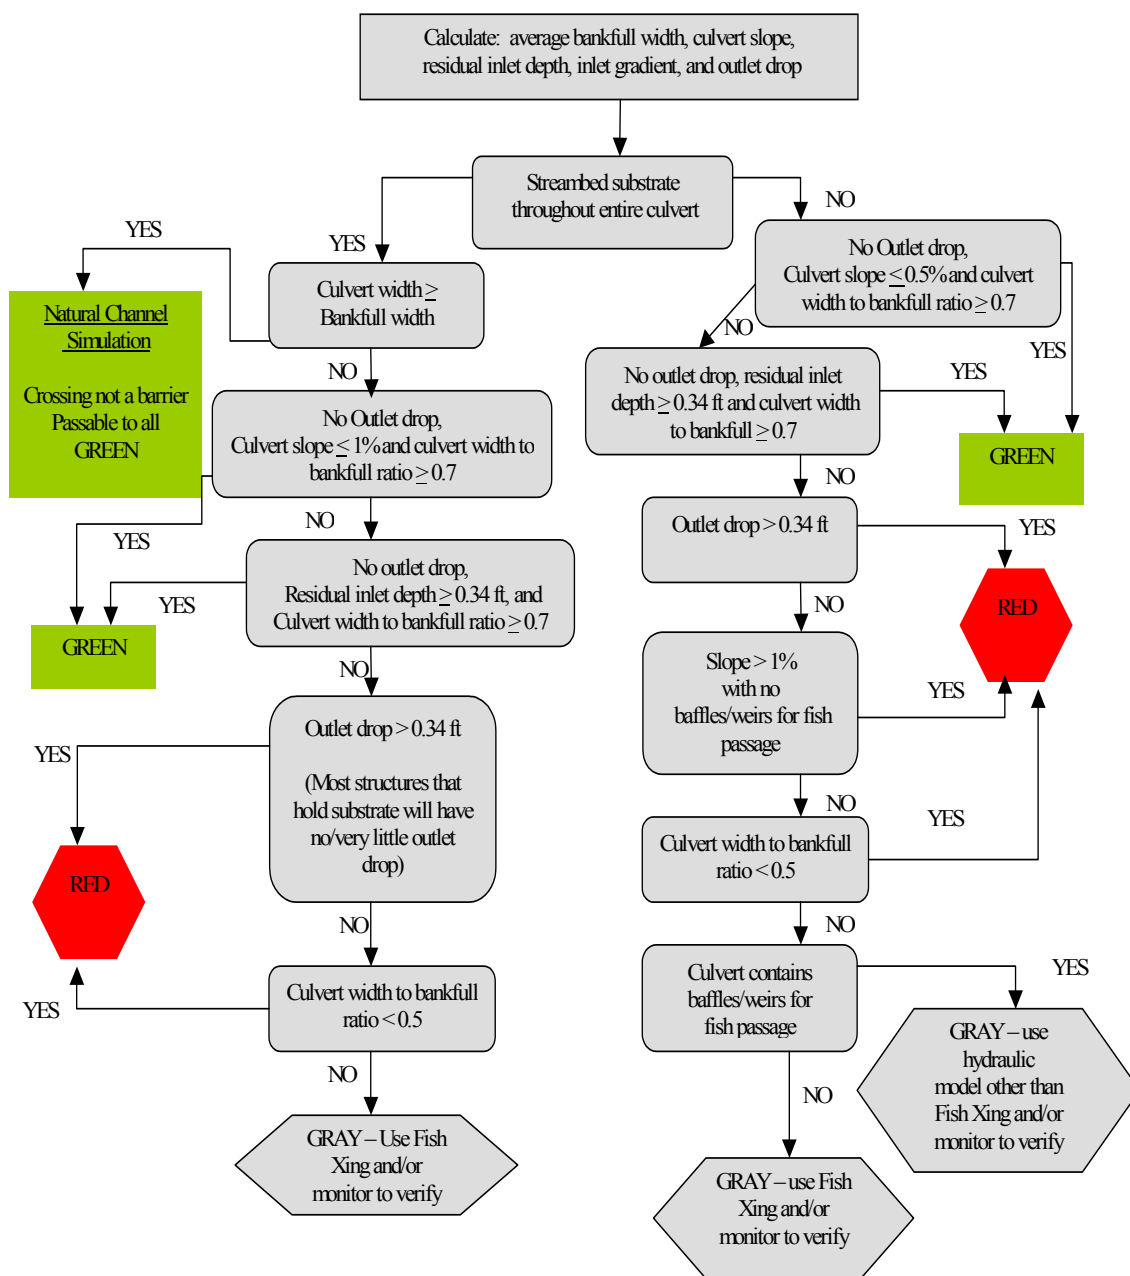 Calculate: average bankfull width, culvert slope,
residual inlet depth, inlet gradient, and outlet drop
Streambed substrate
throughout entire culvert
NO
YES
YES
No Outlet drop,
Culvert slope ≤ 0.5% and culvert
width to bankfull ratio ≥ 0.7
Culvert width ≥
Bankfull width
Natural Channel
Simulation
Crossing not a barrier
Passable to all
GREEN
NO
YES
NO
No outlet drop, residual inlet
depth ≥ 0.34 ft and culvert width
to bankfull ≥ 0.7
YES
No Outlet drop,
Culvert slope ≤ 1% and culvert width to
bankfull ratio ≥ 0.7
GREEN
NO
NO
YES
Outlet drop > 0.34 ft
YES
No outlet drop,
Residual inlet depth ≥ 0.34 ft, and
Culvert width to bankfull ratio ≥ 0.7
YES
GREEN
NO
RED
NO
Slope > 1%
with no
baffles/weirs for fish
passage
YES
Outlet drop > 0.34 ft
(Most structures that
hold substrate will have
no/very little outlet
drop)
YES
NO
YES
Culvert width to bankfull
ratio < 0.5
RED
NO
NO
Culvert contains
baffles/weirs for
fish passage
YES
Culvert width to bankfull
ratio < 0.5
YES
GRAY – use
hydraulic
model other than
Fish Xing and/or
monitor to verify
NO
NO
GRAY – Use Fish
Xing and/or
monitor to verify
GRAY – use Fish
Xing and/or
monitor to verify